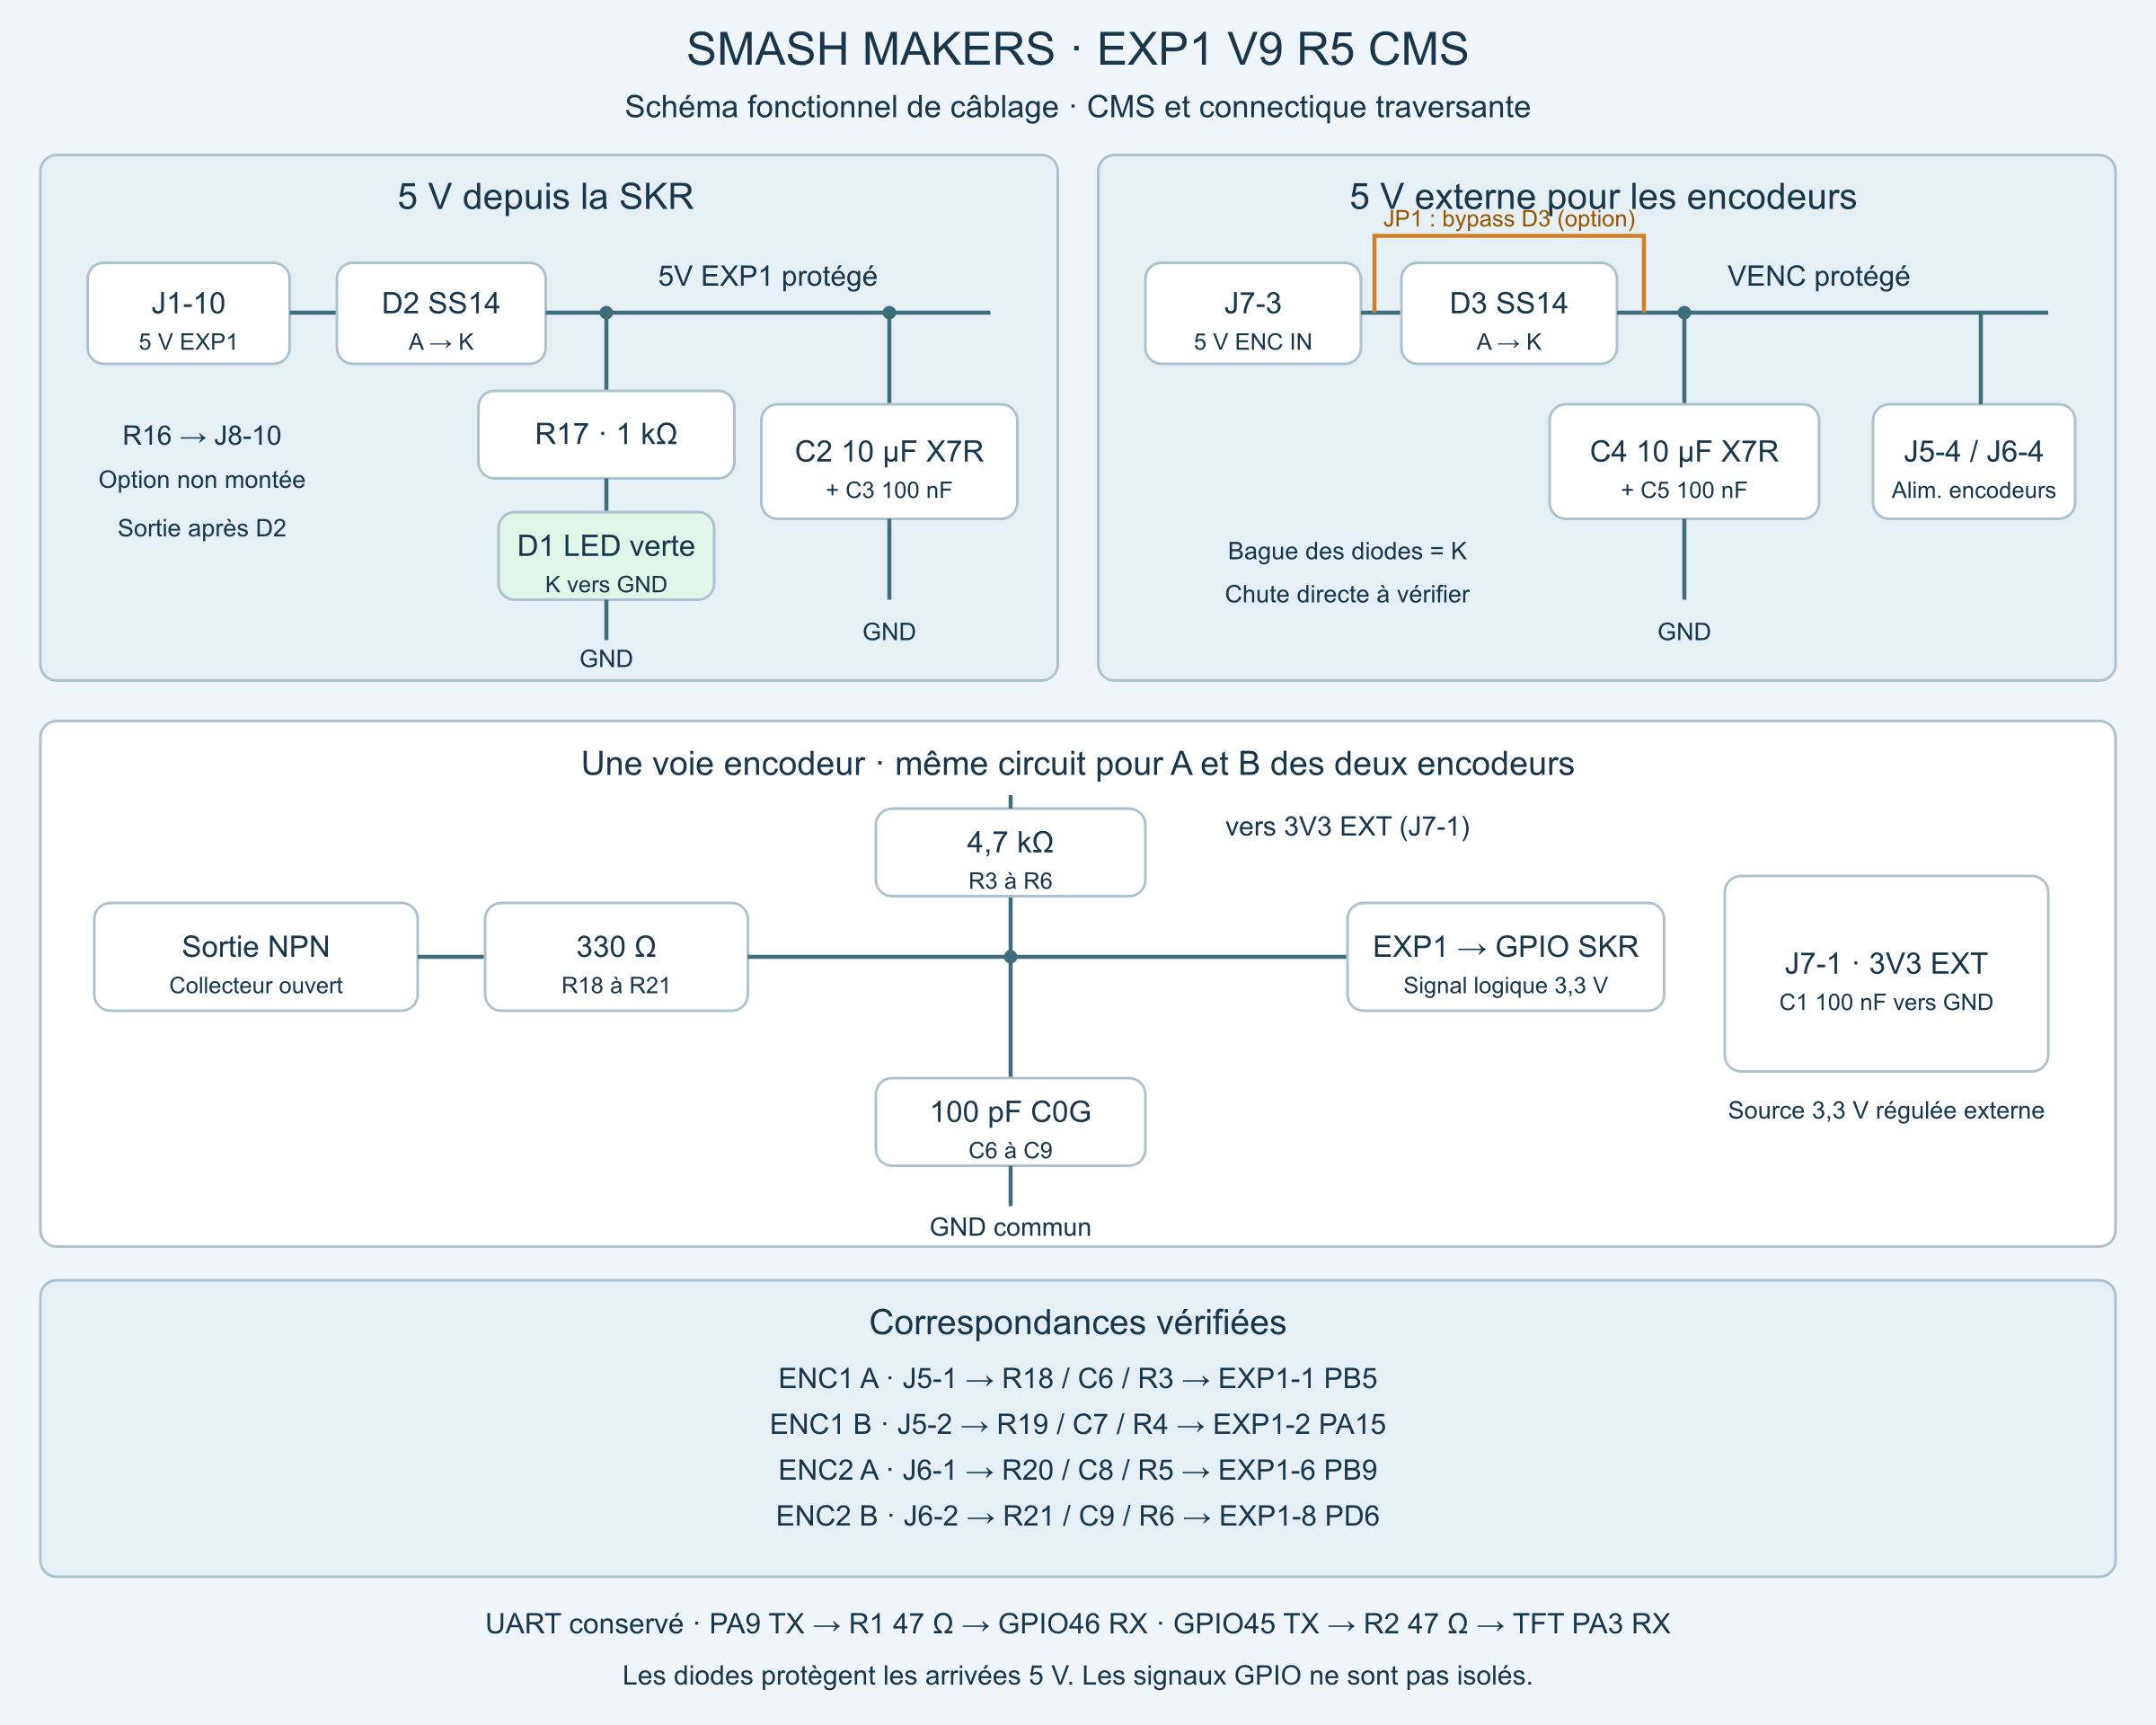 SMASH MAKERS · EXP1 V9 R5 CMS
Schéma fonctionnel de câblage · CMS et connectique traversante
5 V depuis la SKR
J1-10
5 V EXP1
D2 SS14
A → K
5V EXP1 protégé
R16 → J8-10
Option non montée
Sortie après D2
R17 · 1 kΩ
C2 10 µF X7R
+ C3 100 nF
D1 LED verte
K vers GND
GND
GND
5 V externe pour les encodeurs
JP1 : bypass D3 (option)
J7-3
5 V ENC IN
D3 SS14
A → K
VENC protégé
C4 10 µF X7R
+ C5 100 nF
J5-4 / J6-4
Alim. encodeurs
Bague des diodes = K
Chute directe à vérifier
GND
Une voie encodeur · même circuit pour A et B des deux encodeurs
4,7 kΩ
R3 à R6
vers 3V3 EXT (J7-1)
Sortie NPN
Collecteur ouvert
330 Ω
R18 à R21
EXP1 → GPIO SKR
Signal logique 3,3 V
J7-1 · 3V3 EXT
C1 100 nF vers GND
100 pF C0G
C6 à C9
Source 3,3 V régulée externe
GND commun
Correspondances vérifiées
ENC1 A · J5-1 → R18 / C6 / R3 → EXP1-1 PB5
ENC1 B · J5-2 → R19 / C7 / R4 → EXP1-2 PA15
ENC2 A · J6-1 → R20 / C8 / R5 → EXP1-6 PB9
ENC2 B · J6-2 → R21 / C9 / R6 → EXP1-8 PD6
UART conservé · PA9 TX → R1 47 Ω → GPIO46 RX · GPIO45 TX → R2 47 Ω → TFT PA3 RX
Les diodes protègent les arrivées 5 V. Les signaux GPIO ne sont pas isolés.